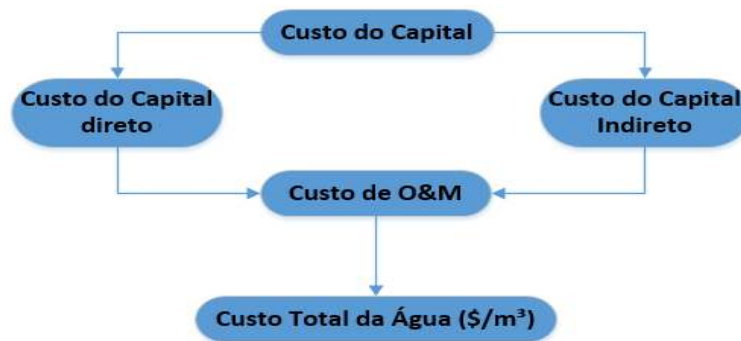 Custo do Capital
Custo do Capital
direto
Custo do Capital
Indireto
Custo de O&M
Custo Total da Água ($/m³)